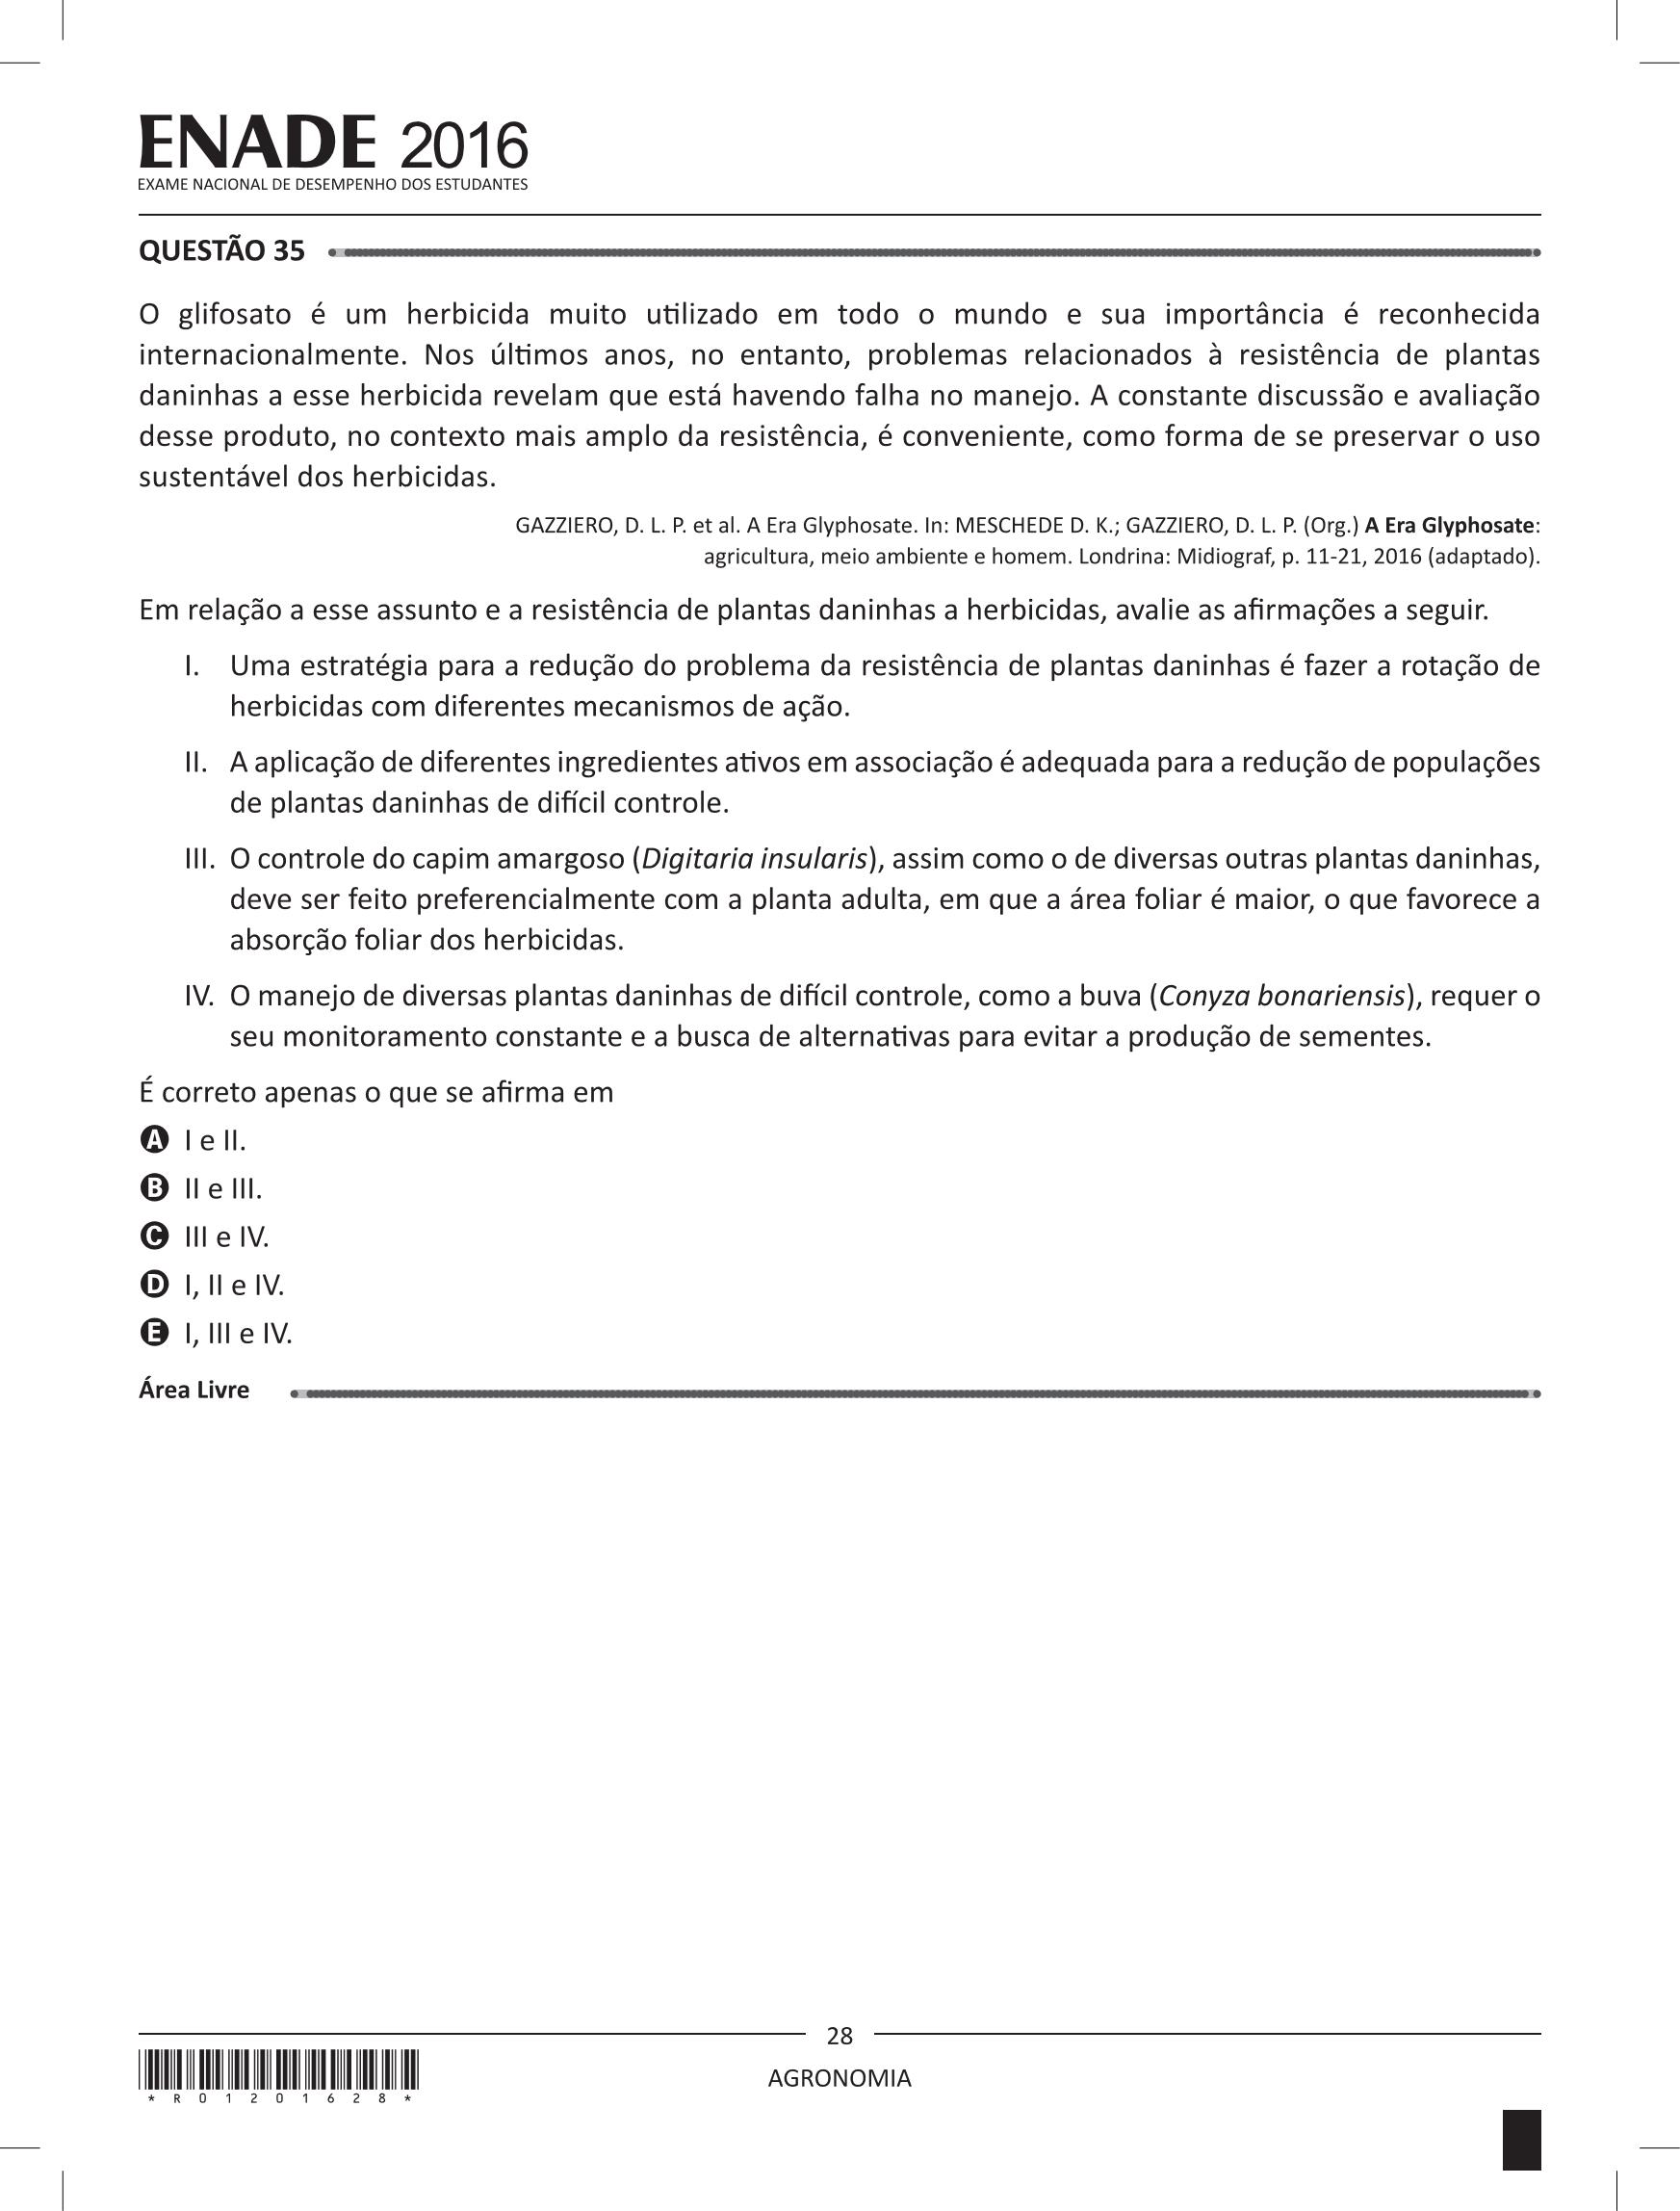 ENADE 2016
EXAME NACIONAL DE DESEMPENHO DOS ESTUDANTES
QUESTÃO 35
O glifosato é um herbicida muito utilizado em todo o mundo e sua importância é reconhecida
internacionalmente. Nos últimos anos, no entanto, problemas relacionados à resistência de plantas
daninhas a esse herbicida revelam que está havendo falha no manejo. A constante discussão e avaliação
desse produto, no contexto mais amplo da resistência, é conveniente, como forma de se preservar o uso
sustentável dos herbicidas.
GAZZIERO, D. L. P. et al. A Era Glyphosate. In: MESCHEDE D. K.; GAZZIERO, D. L. P. (Org.) A Era Glyphosate:
agricultura, meio ambiente e homem. Londrina: Midiograf, p. 11-21, 2016 (adaptado).
Em relação a esse assunto e a resistência de plantas daninhas a herbicidas, avalie as afirmações a seguir.
I. Uma estratégia para a redução do problema da resistência de plantas daninhas é fazer a rotação de
herbicidas com diferentes mecanismos de ação.
II. A aplicação de diferentes ingredientes ativos em associação é adequada para a redução de populações
de plantas daninhas de difícil controle.
III. O controle do capim amargoso (Digitaria insularis), assim como o de diversas outras plantas daninhas,
deve ser feito preferencialmente com a planta adulta, em que a área foliar é maior, o que favorece a
absorção foliar dos herbicidas.
IV. O manejo de diversas plantas daninhas de difícil controle, como a buva (Conyza bonariensis), requer o
seu monitoramento constante e a busca de alternativas para evitar a produção de sementes.
É correto apenas o que se afirma em
A I e II.
B II e III.
C III e IV.
D I, II e IV.
E I, III e IV.
Área Livre
28
AGRONOMIA
* R 0 1 2 0 1 6 2 8 *